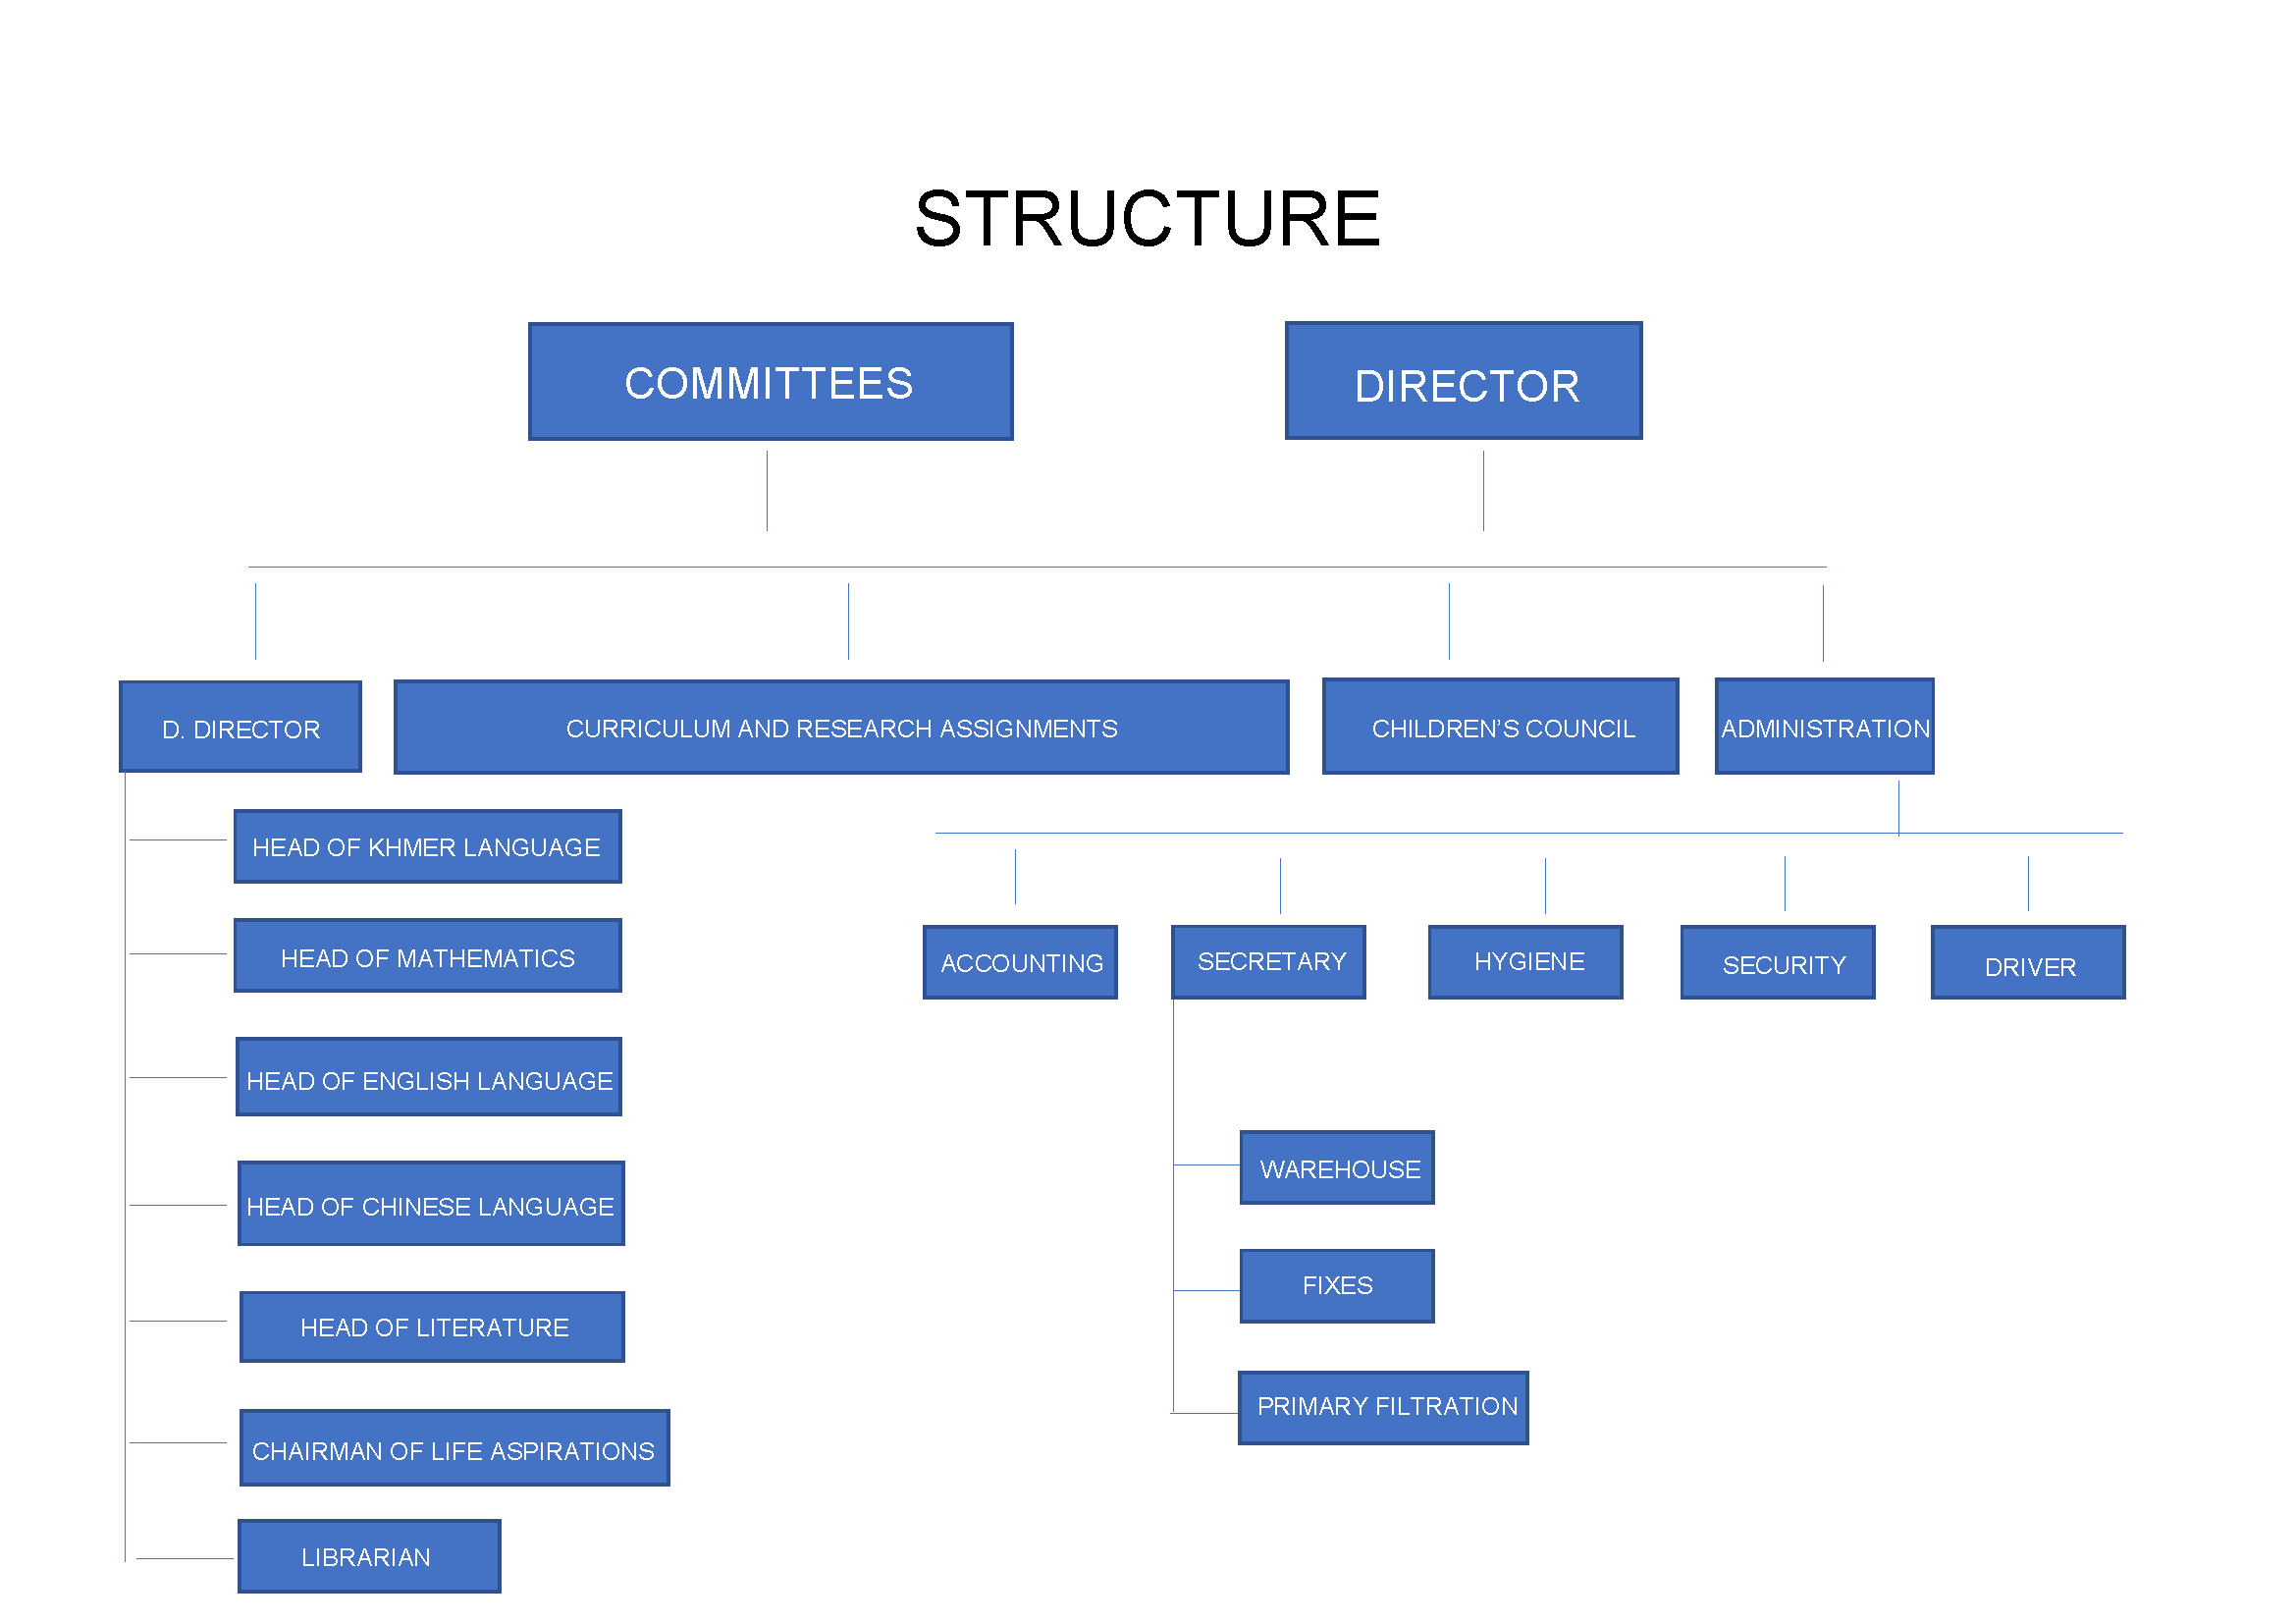 STRUCTURE
COMMITTEES
DIRECTOR
D. DIRECTOR
CURRICULUM AND RESEARCH ASSIGNMENTS
CHILDREN’S COUNCIL
ADMINISTRATION
HEAD OF KHMER LANGUAGE
HEAD OF MATHEMATICS
HEAD OF ENGLISH LANGUAGE
HEAD OF CHINESE LANGUAGE
HEAD OF LITERATURE
CHAIRMAN OF LIFE ASPIRATIONS
LIBRARIAN
ACCOUNTING
SECRETARY
HYGIENE
SECURITY
DRIVER
WAREHOUSE
FIXES
PRIMARY FILTRATION